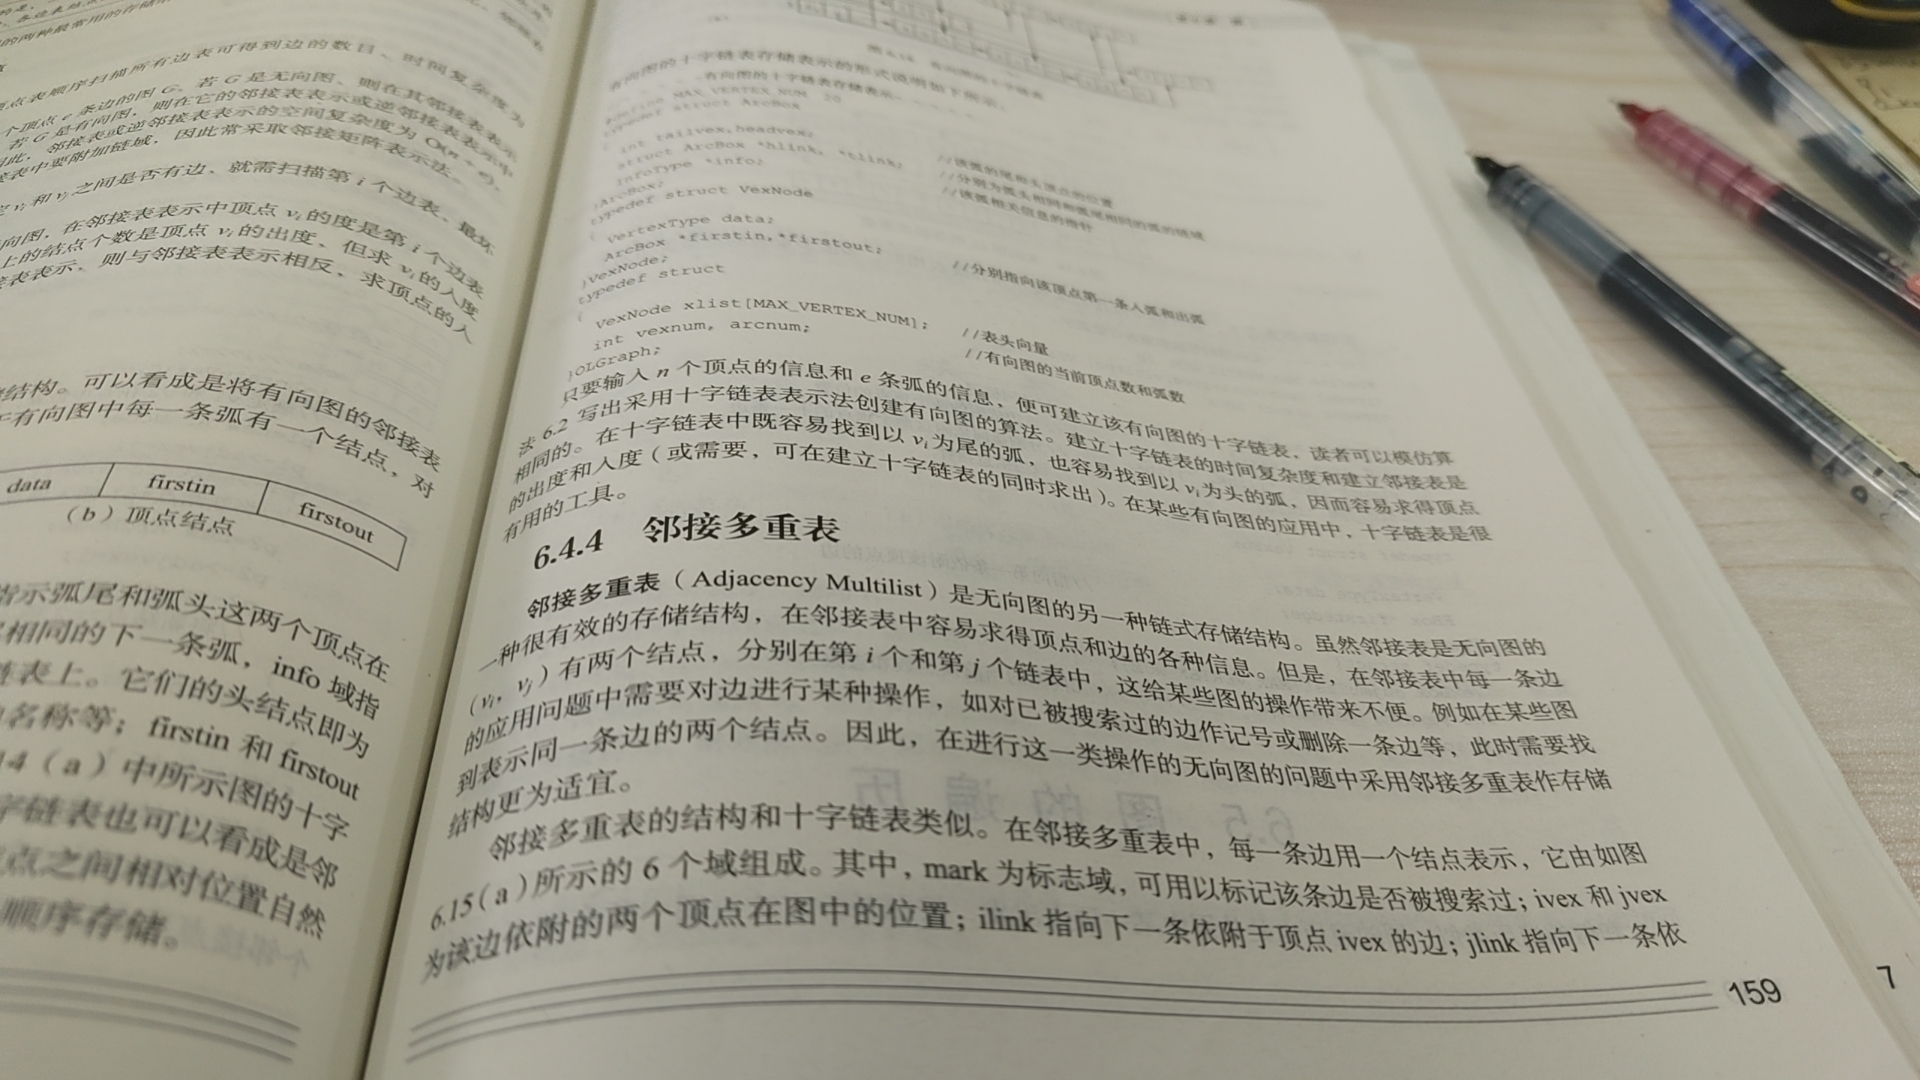 点表顺序扫描所有边表可得到边的数目、时间复杂度为
个顶点 e 条边的图 G，若 G 是无向图，则在其邻接表表示
若 G 是有向图，则在它的邻接表表示或逆邻接表表示中
邻接表或逆邻接表表示的空间复杂度为 O(n + e)。
表中要附加链域，因此常采取邻接矩阵表示法。
和 vj 之间是否有边，就需扫描第 i 个边表，最坏
向图，在邻接表表示中顶点 vi 的度是第 i 个边表
上的结点个数是顶点 vi 的出度，但求 vi 的入度
表表示，则与邻接表表示相反，求顶点的入
结构。可以看成是将有向图的邻接表
有向图中每一条弧有一个结点，对
data firstin firstout
(b) 顶点结点
指示弧尾和弧头这两个顶点在
相同的下一条弧，info 域指
链表上。它们的头结点即为
名称等；firstin 和 firstout
14（a）中所示图的十字
字链表也可以看成是邻
点之间相对位置自然
顺序存储。
有向图的十字链表存储表示的形式说明如下所示：
有向图的十字链表存储表示。
#define MAX_VERTEX_NUM 20
typedef struct ArcBox
{ int tailvex,headvex; //该弧的尾和头顶点的位置
struct ArcBox *hlink, *tlink; //分别为弧头相同和弧尾相同的弧的链域
InfoType *info; //该弧相关信息的指针
}ArcBox;
typedef struct VexNode
{ VertexType data;
ArcBox *firstin,*firstout; //分别指向该顶点第一条入弧和出弧
}VexNode;
typedef struct
{ VexNode xlist[MAX_VERTEX_NUM]; //表头向量
int vexnum, arcnum; //有向图的当前顶点数和弧数
}OLGraph;
只要输入 n 个顶点的信息和 e 条弧的信息，便可建立该有向图的十字链表，读者可以模仿算
法 6.2 写出采用十字链表表示法创建有向图的算法。建立十字链表的时间复杂度和建立邻接表是
相同的。在十字链表中既容易找到以 vi 为尾的弧，也容易找到以 vi 为头的弧，因而容易求得顶点
的出度和入度（或需要，可在建立十字链表的同时求出）。在某些有向图的应用中，十字链表是很
有用的工具。
6.4.4 邻接多重表
邻接多重表（Adjacency Multilist）是无向图的另一种链式存储结构。虽然邻接表是无向图的
一种很有效的存储结构，在邻接表中容易求得顶点和边的各种信息。但是，在邻接表中每一条边
(vi, vj) 有两个结点，分别在第 i 个和第 j 个链表中，这给某些图的操作带来不便。例如在某些图
的应用问题中需要对边进行某种操作，如对已被搜索过的边作记号或删除一条边等，此时需要找
到表示同一条边的两个结点。因此，在进行这一类操作的无向图的问题中采用邻接多重表作存储
结构更为适宜。
邻接多重表的结构和十字链表类似。在邻接多重表中，每一条边用一个结点表示，它由如图
6.15（a）所示的 6 个域组成。其中，mark 为标志域，可用以标记该条边是否被搜索过；ivex 和 jvex
为该边依附的两个顶点在图中的位置；ilink 指向下一条依附于顶点 ivex 的边；jlink 指向下一条依
159
7